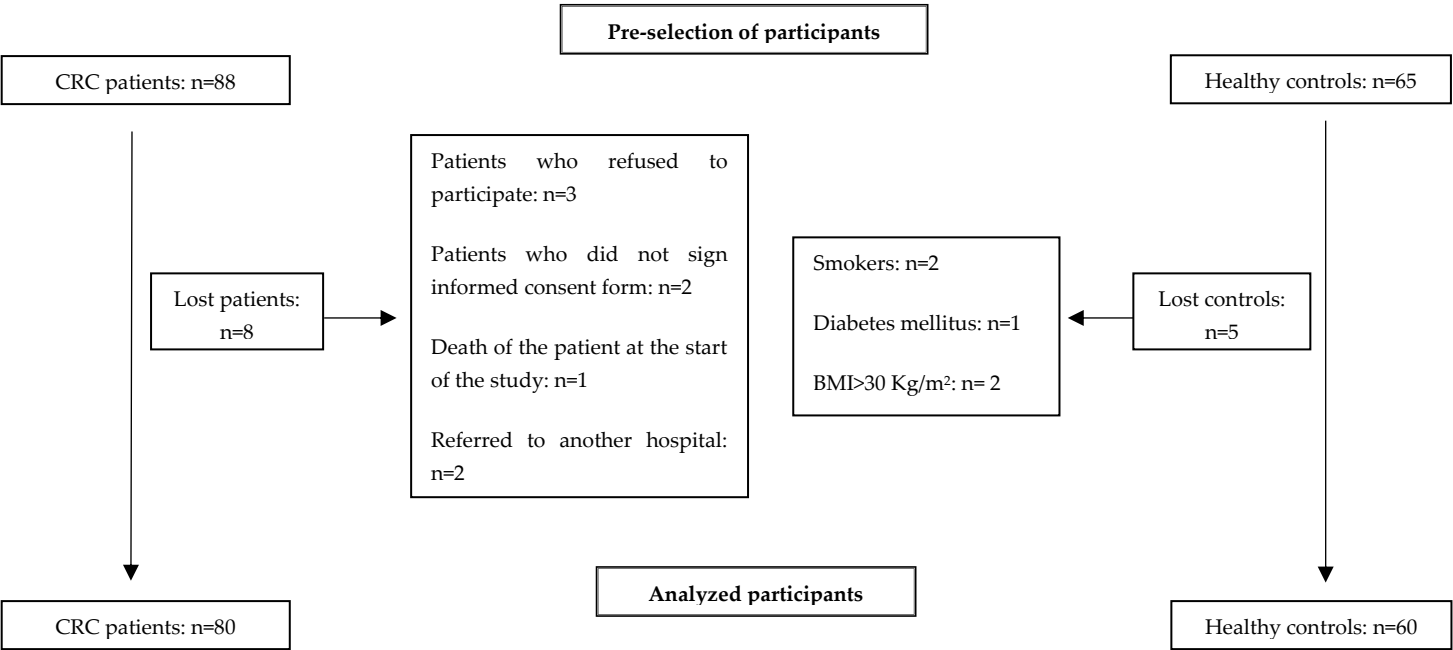 Pre-selection of participants
CRC patients: n=88
Healthy controls: n=65
Patients who refused to
participate: n=3
Patients who did not sign
informed consent form: n=2
Death of the patient at the start
of the study: n=1
Referred to another hospital:
n=2
Lost patients:
n=8
Smokers: n=2
Diabetes mellitus: n=1
BMI>30 Kg/m²: n= 2
Lost controls:
n=5
Analyzed participants
CRC patients: n=80
Healthy controls: n=60